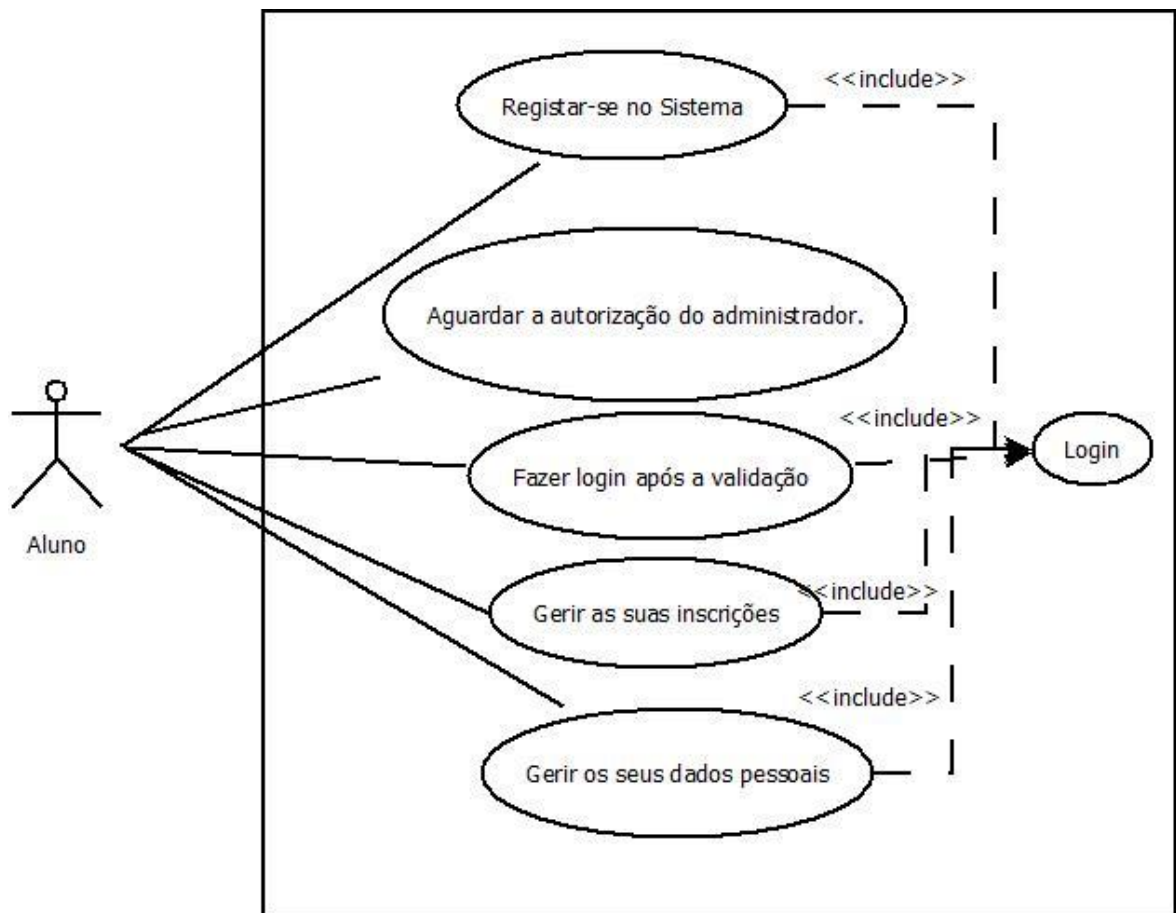 <<include>>
Registar-se no Sistema
Aguardar a autorização do administrador.
<<include>>
Fazer login após a validação
Login
Aluno
<<include>>
Gerir as suas inscrições
<<include>>
Gerir os seus dados pessoais